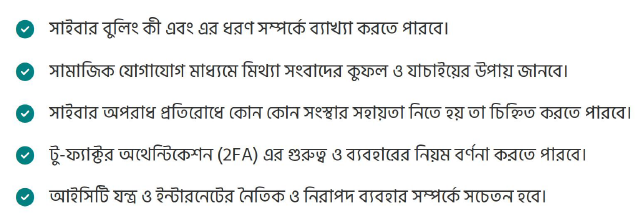 সাইবার বুলিং কী এবং এর ধরণ সম্পর্কে ব্যাখ্যা করতে পারবে।
সামাজিক যোগাযোগ মাধ্যমে মিথ্যা সংবাদের কুফল ও যাচাইয়ের উপায় জানবে।
সাইবার অপরাধ প্রতিরোধে কোন কোন সংস্থার সহায়তা নিতে হয় তা চিহ্নিত করতে পারবে।
টু-ফ্যাক্টর অথেন্টিকেশন (2FA) এর গুরুত্ব ও ব্যবহারের নিয়ম বর্ণনা করতে পারবে।
আইসিটি যন্ত্র ও ইন্টারনেটের নৈতিক ও নিরাপদ ব্যবহার সম্পর্কে সচেতন হবে।